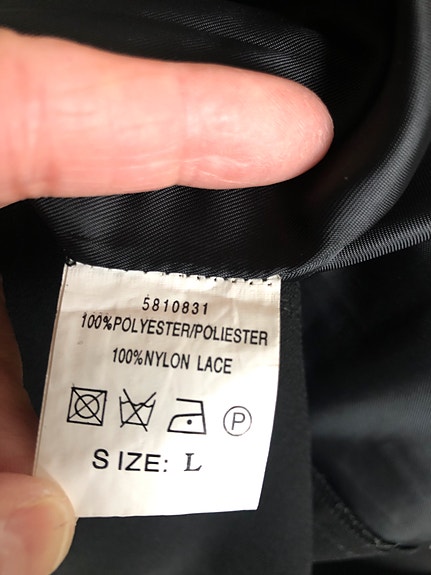 5810831
100%POLYESTER/POLIESTER
100%NYLON LACE
P
SIZE: L